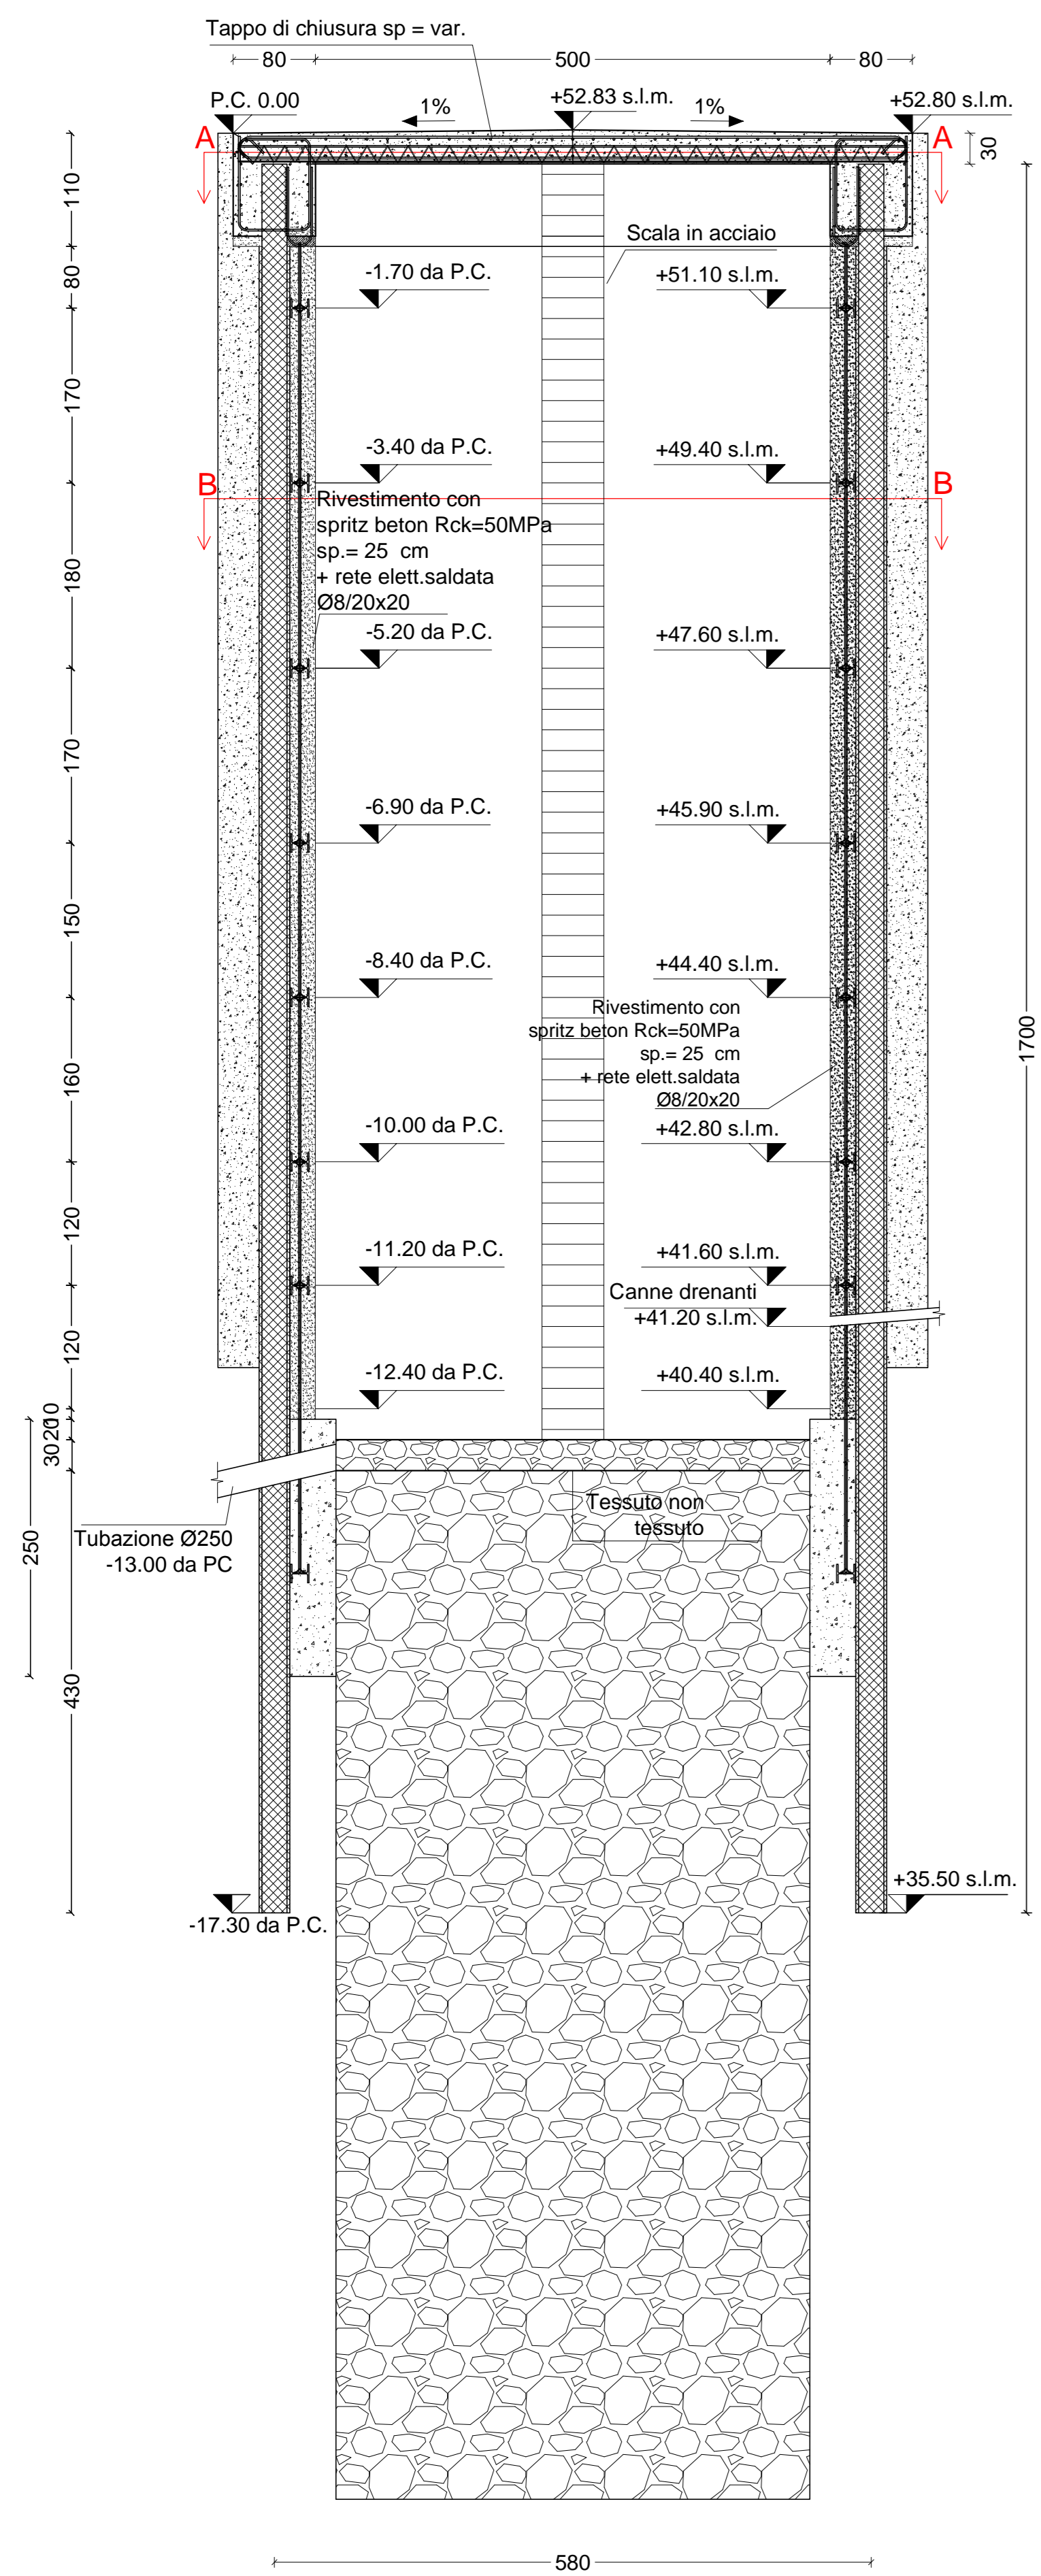 Tappo di chiusura sp = var.
80
500
80
P.C. 0.00
1%
+52.83 s.l.m.
1%
+52.80 s.l.m.
A
A
30
110
Scala in acciaio
80
-1.70 da P.C.
+51.10 s.l.m.
170
-3.40 da P.C.
+49.40 s.l.m.
B
B
Rivestimento con
spritz beton Rck=50MPa
sp.= 25 cm
+ rete elett.saldata
Ø8/20x20
180
-5.20 da P.C.
+47.60 s.l.m.
170
-6.90 da P.C.
+45.90 s.l.m.
150
-8.40 da P.C.
+44.40 s.l.m.
Rivestimento con
spritz beton Rck=50MPa
sp.= 25 cm
+ rete elett.saldata
Ø8/20x20
1700
160
-10.00 da P.C.
+42.80 s.l.m.
120
-11.20 da P.C.
+41.60 s.l.m.
Canne drenanti
+41.20 s.l.m.
120
-12.40 da P.C.
+40.40 s.l.m.
10
20
30
Tessuto non
tessuto
Tubazione Ø250
-13.00 da PC
250
430
+35.50 s.l.m.
-17.30 da P.C.
580